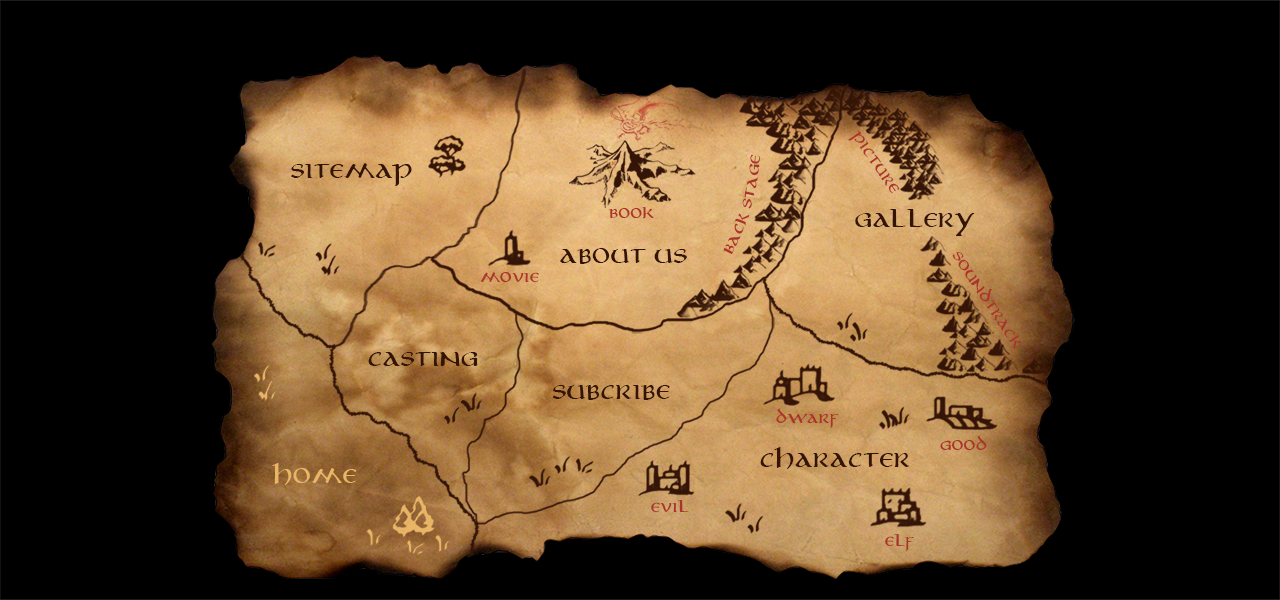 SITEMAP
BOOK
MOVIE
ABOUT US
BACK STAGE
PICTURE
GALLERY
SOUNDTRACK
CASTING
SUBCRIBE
DWARF
GOOD
CHARACTER
HOME
EVIL
ELF